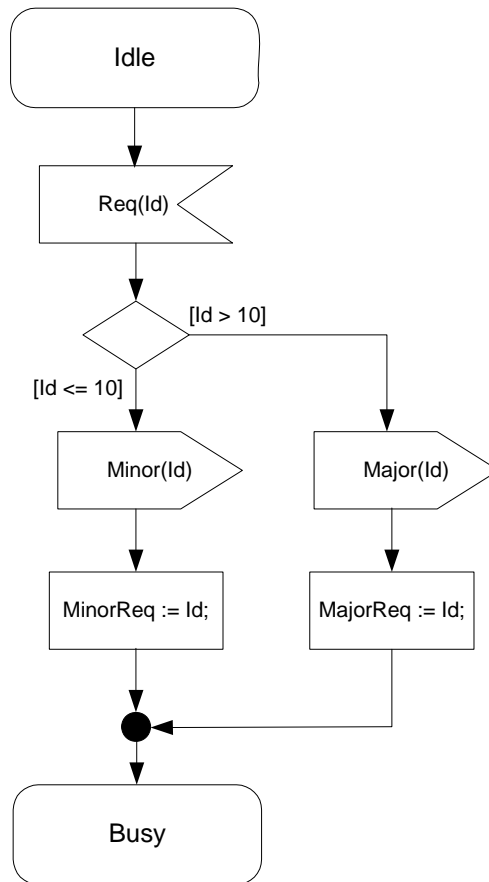 Idle
Req(Id)
[Id > 10]
[Id <= 10]
Minor(Id)
Major(Id)
MinorReq := Id;
MajorReq := Id;
Busy